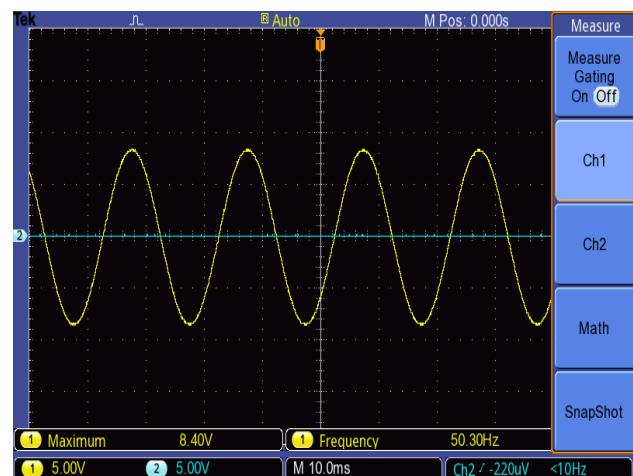 Tek
R Auto
M Pos: 0.000s
T
Measure
Measure
Gating
On Off
Ch1
Ch2
Math
SnapShot
2
1 Maximum 8.40V
1 Frequency 50.30Hz
1 5.00V
2 5.00V
M 10.0ms
Ch2 -220uV <10Hz